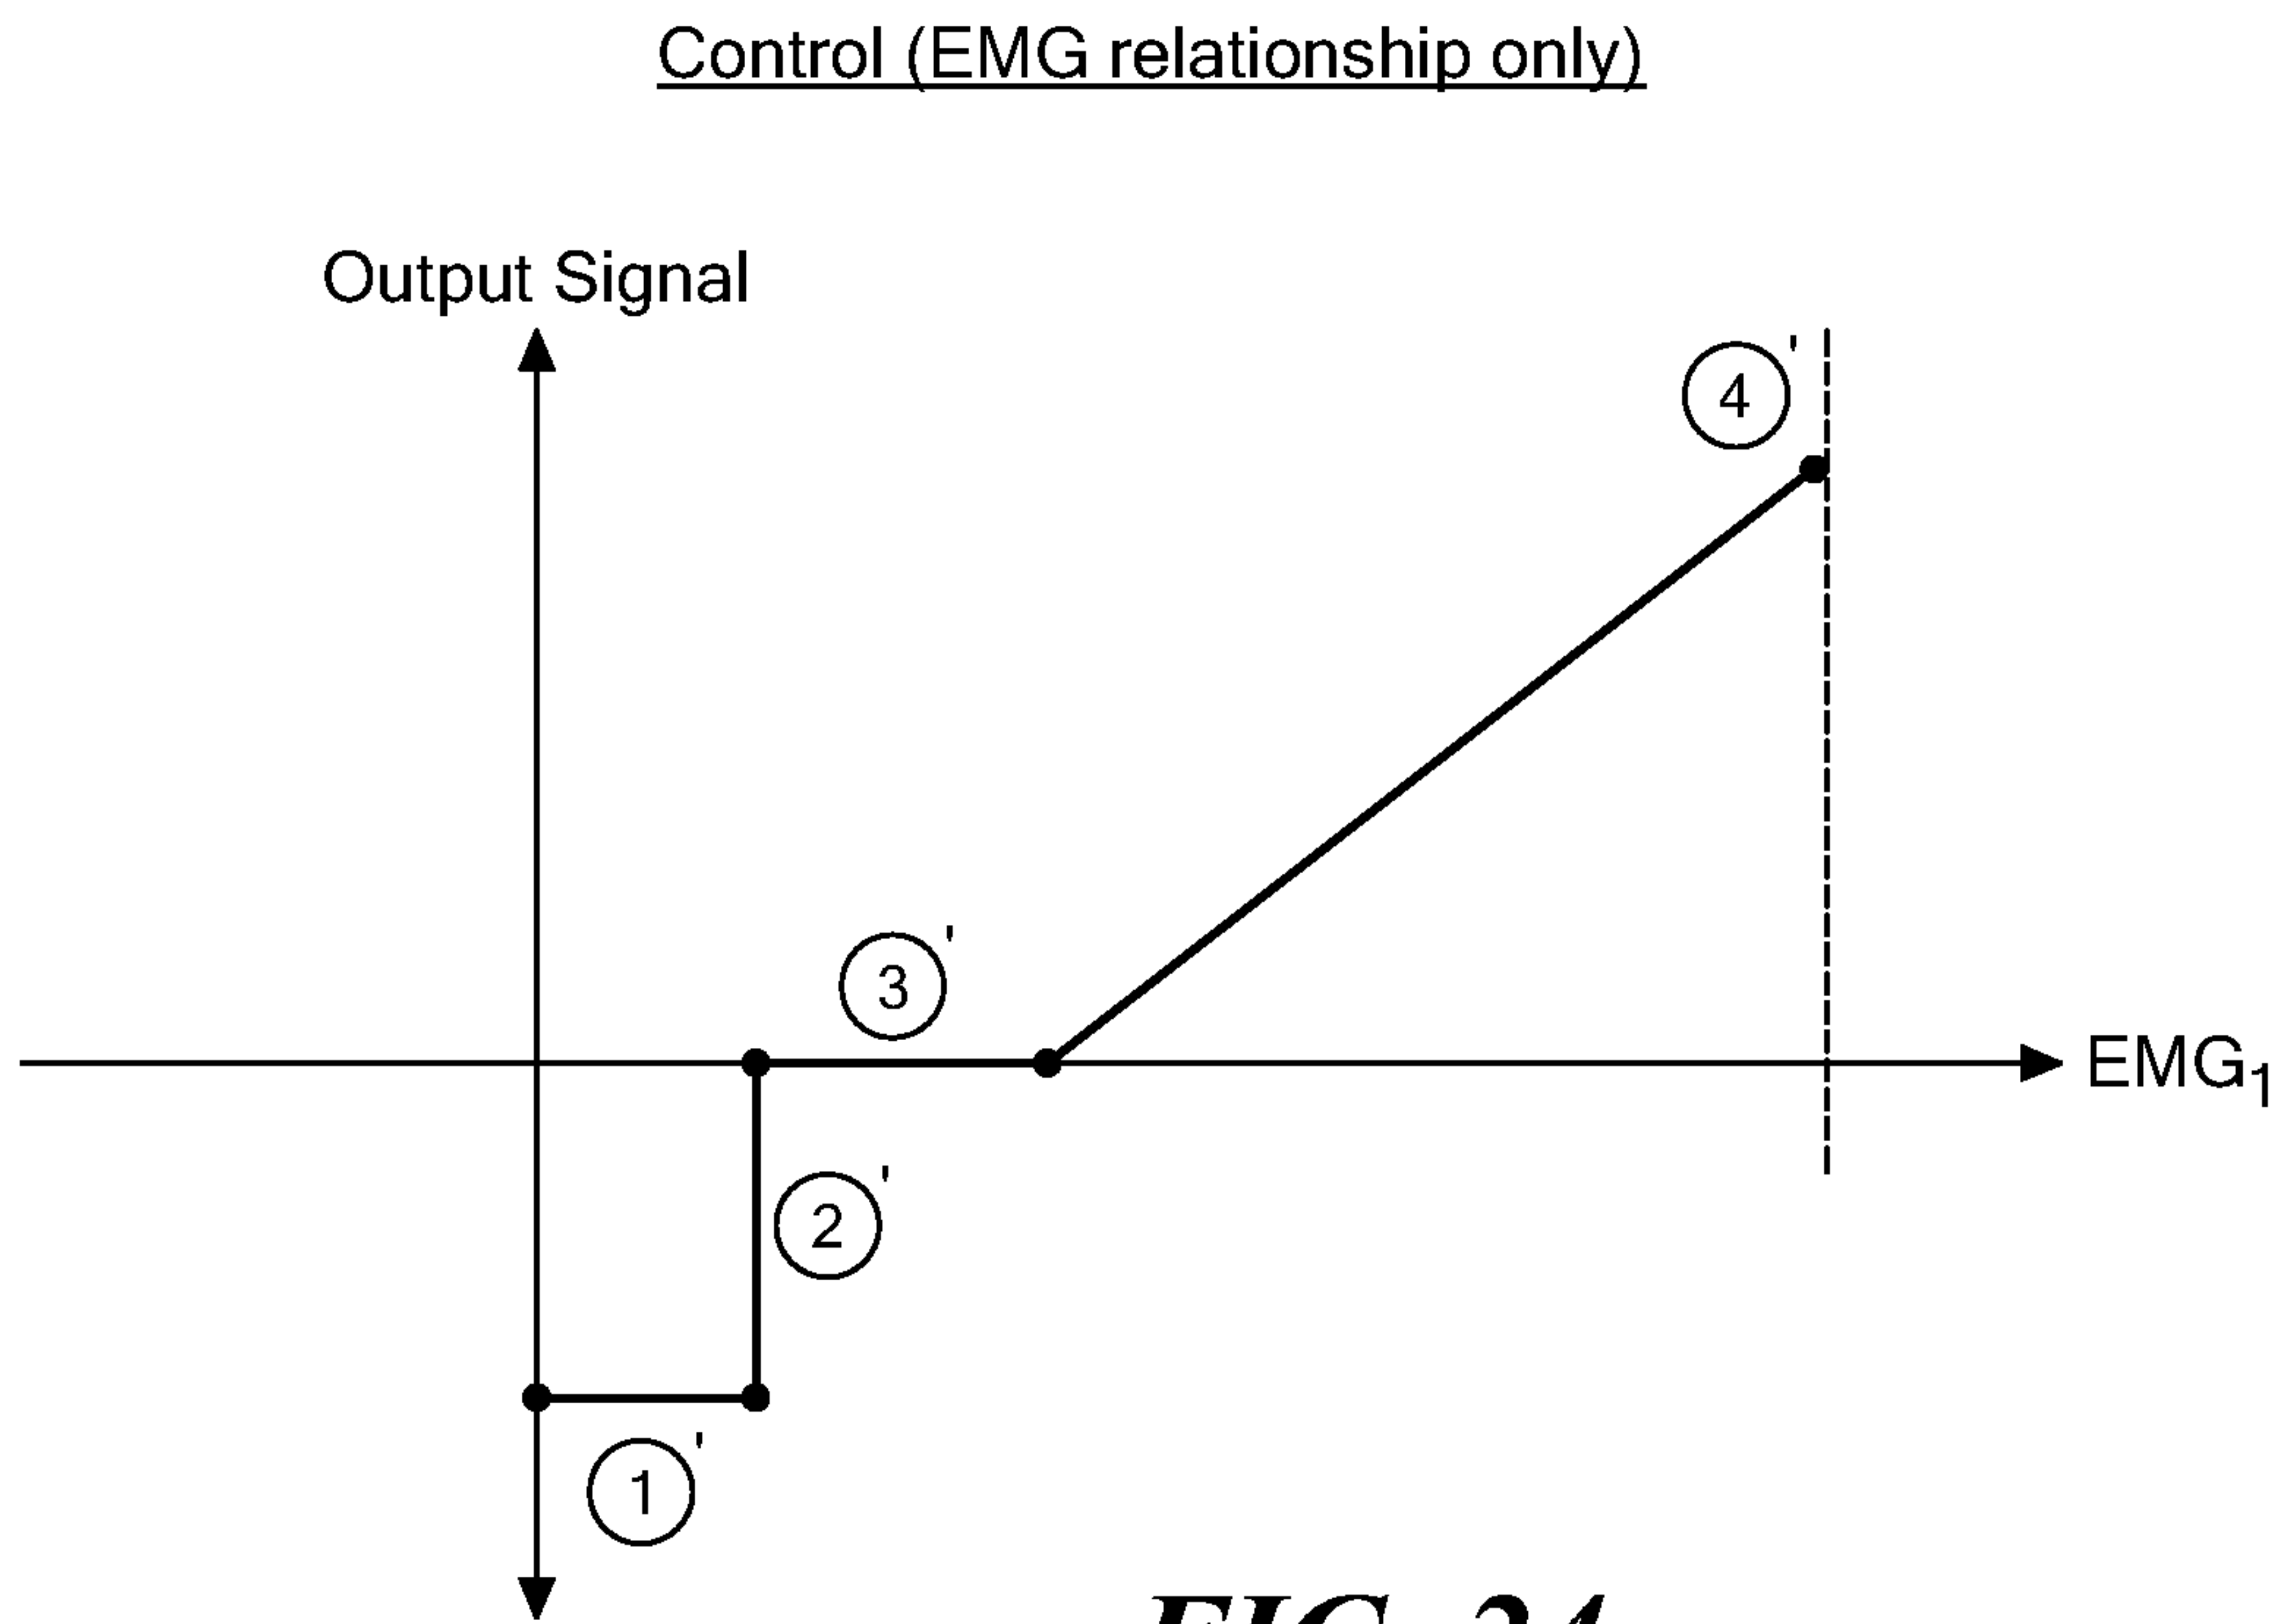 Control (EMG relationship only)
Output Signal
4'
3'
EMG1
2'
1'